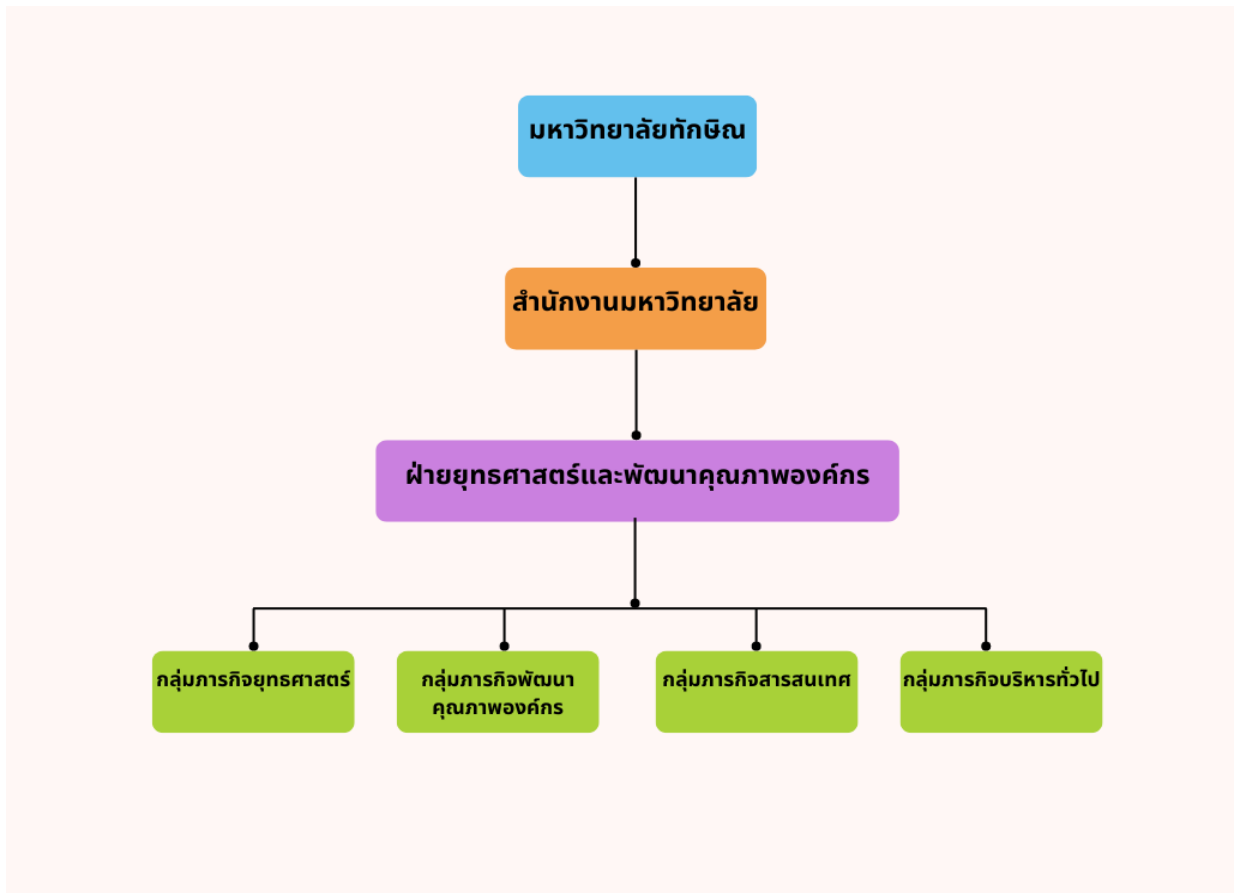 มหาวิทยาลัยทักษิณ
สำนักงานมหาวิทยาลัย
ฝ่ายยุทธศาสตร์และพัฒนาคุณภาพองค์กร
กลุ่มภารกิจยุทธศาสตร์
กลุ่มภารกิจพัฒนา
คุณภาพองค์กร
กลุ่มภารกิจสารสนเทศ
กลุ่มภารกิจบริหารทั่วไป